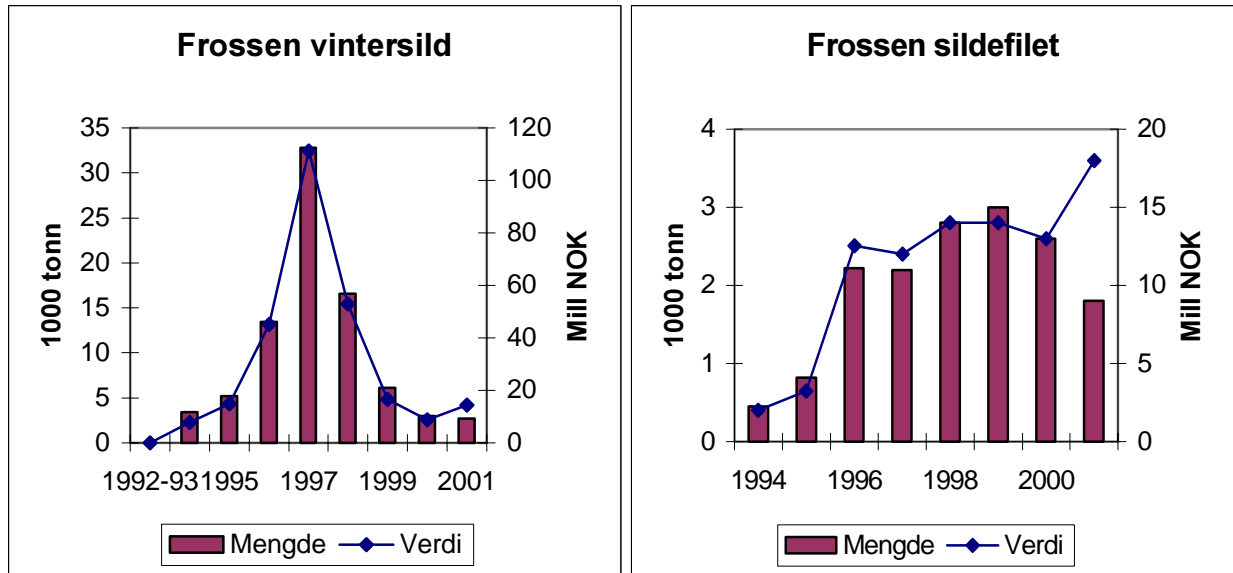 Frossen vintersild
35
30
25
20
15
10
5
0
1000 tonn
120
100
80
60
40
20
0
Mill NOK
1992-93 1995 1997 1999 2001
Mengde Verdi
Frossen sildefilet
4
3
2
1
0
1000 tonn
20
15
10
5
0
Mill NOK
1994 1996 1998 2000
Mengde Verdi